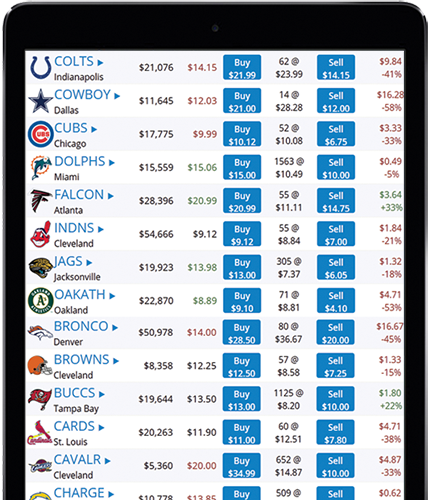 COLTS ▶ Indianapolis $21,076 $14.15 Buy $21.99 62 @ $23.99 Sell $14.15 $9.84 -41%
COWBOY ▶ Dallas $11,645 $12.03 Buy $21.00 14 @ $28.28 Sell $12.00 $16.28 -58%
CUBS ▶ Chicago $17,775 $9.99 Buy $10.12 52 @ $10.08 Sell $6.75 $3.33 -33%
DOLPHS ▶ Miami $15,559 $15.06 Buy $15.00 1563 @ $10.49 Sell $10.00 $0.49 -5%
FALCON ▶ Atlanta $28,396 $20.99 Buy $20.99 55 @ $11.11 Sell $14.75 $3.64 +33%
INDNS ▶ Cleveland $54,666 $9.12 Buy $9.12 55 @ $8.84 Sell $7.00 $1.84 -21%
JAGS ▶ Jacksonville $19,923 $13.98 Buy $13.00 305 @ $7.37 Sell $6.05 $1.32 -18%
OAKATH ▶ Oakland $22,870 $8.89 Buy $9.10 71 @ $8.81 Sell $4.10 $4.71 -53%
BRONCO ▶ Denver $50,978 $14.00 Buy $28.50 80 @ $36.67 Sell $20.00 $16.67 -45%
BROWNS ▶ Cleveland $8,358 $12.25 Buy $12.50 57 @ $8.58 Sell $7.25 $1.33 -15%
BUCCS ▶ Tampa Bay $19,644 $13.50 Buy $13.00 1125 @ $8.20 Sell $10.00 $1.80 +22%
CARDS ▶ St. Louis $20,263 $11.90 Buy $11.00 60 @ $12.51 Sell $7.80 $4.71 -38%
CAVALR ▶ Cleveland $5,360 $20.00 Buy $34.99 652 @ $14.87 Sell $10.00 $4.87 -33%
CHARGE ▶ $10,778 $13.85 Buy 509 @ Sell $0.62